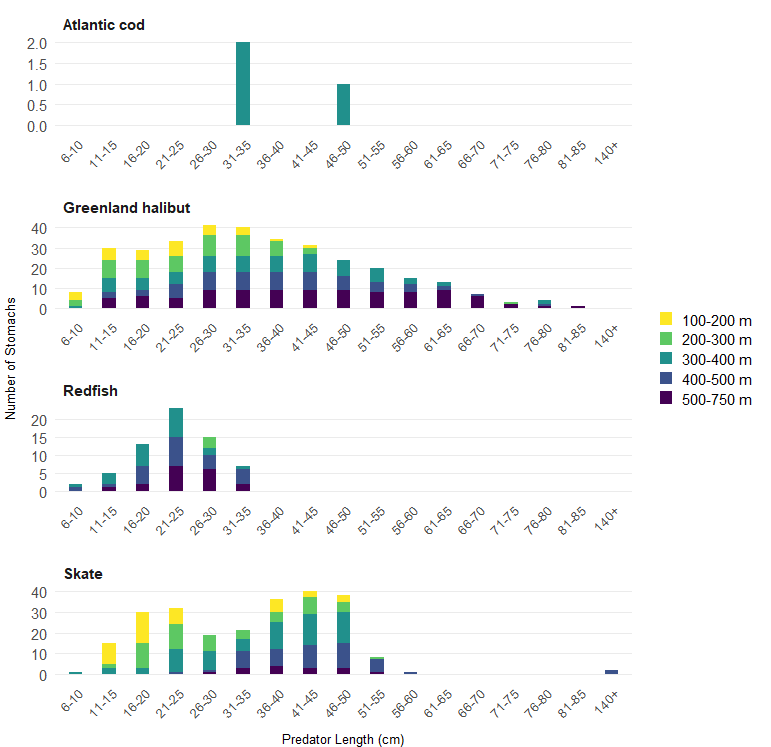 Atlantic cod
2.0
1.5
1.0
0.5
0.0
6-10 11-15 16-20 21-25 26-30 31-35 36-40 41-45 46-50 51-55 56-60 61-65 66-70 71-75 76-80 81-85 140+
Greenland halibut
40
30
20
10
0
6-10 11-15 16-20 21-25 26-30 31-35 36-40 41-45 46-50 51-55 56-60 61-65 66-70 71-75 76-80 81-85 140+
Number of Stomachs
100-200 m
200-300 m
300-400 m
400-500 m
500-750 m
Redfish
20
15
10
5
0
6-10 11-15 16-20 21-25 26-30 31-35 36-40 41-45 46-50 51-55 56-60 61-65 66-70 71-75 76-80 81-85 140+
Skate
40
30
20
10
0
6-10 11-15 16-20 21-25 26-30 31-35 36-40 41-45 46-50 51-55 56-60 61-65 66-70 71-75 76-80 81-85 140+
Predator Length (cm)